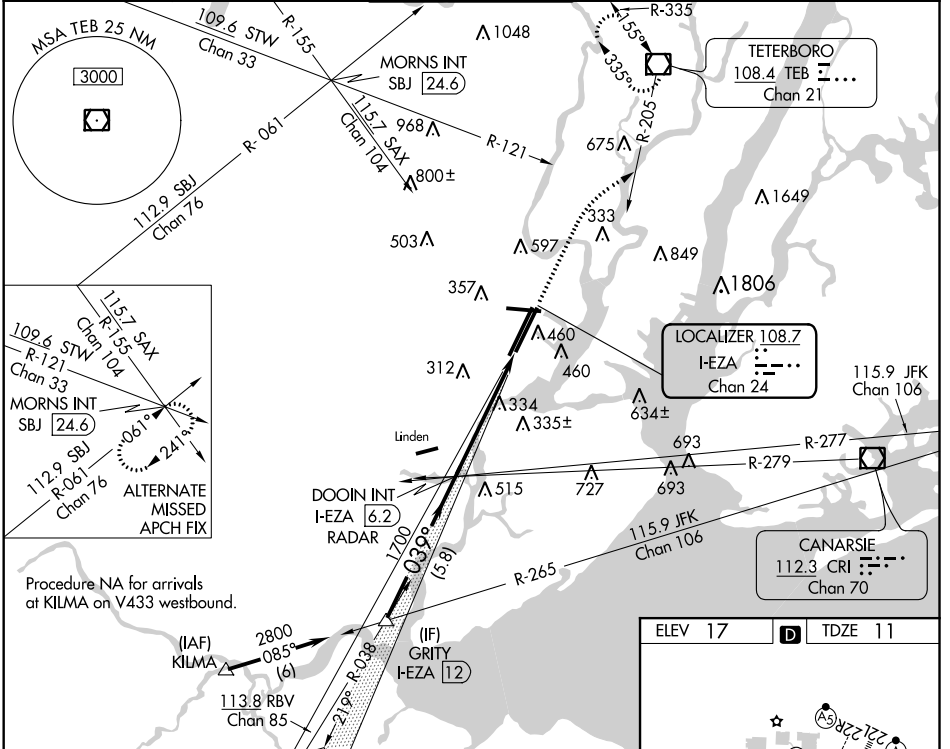 MSA TEB 25 NM
3000
109.6 STW
Chan 33
R-155
1048
MORNS INT
SBJ 24.6
R-335
155°
335°
TETERBORO
108.4 TEB
Chan 21
R-205
115.7 SAX
Chan 104
968
R-121
675
800±
R-061
112.9 SBJ
Chan 76
1649
333
503
597
849
357
1806
460
460
LOCALIZER 108.7
I-EZA
Chan 24
312
115.9 JFK
Chan 106
334
335±
634±
115.7 SAX
R-155
Chan 104
109.6 STW
R-121
Chan 33
MORNS INT
SBJ 24.6
061°
241°
112.9 SBJ
R-061
Chan 76
ALTERNATE
MISSED
APCH FIX
Linden
693
R-277
R-279
DOOIN INT
I-EZA 6.2
RADAR
515
727
693
1700
039°
(5.8)
115.9 JFK
Chan 106
R-265
CANARSIE
112.3 CRI
Chan 70
Procedure NA for arrivals
at KILMA on V433 westbound.
(IAF)
KILMA
2800
085°
(6)
(IF)
GRITY
I-EZA 12
R-038
219°
113.8 RBV
Chan 85
ELEV 17
D
TDZE 11
A5
22L22R